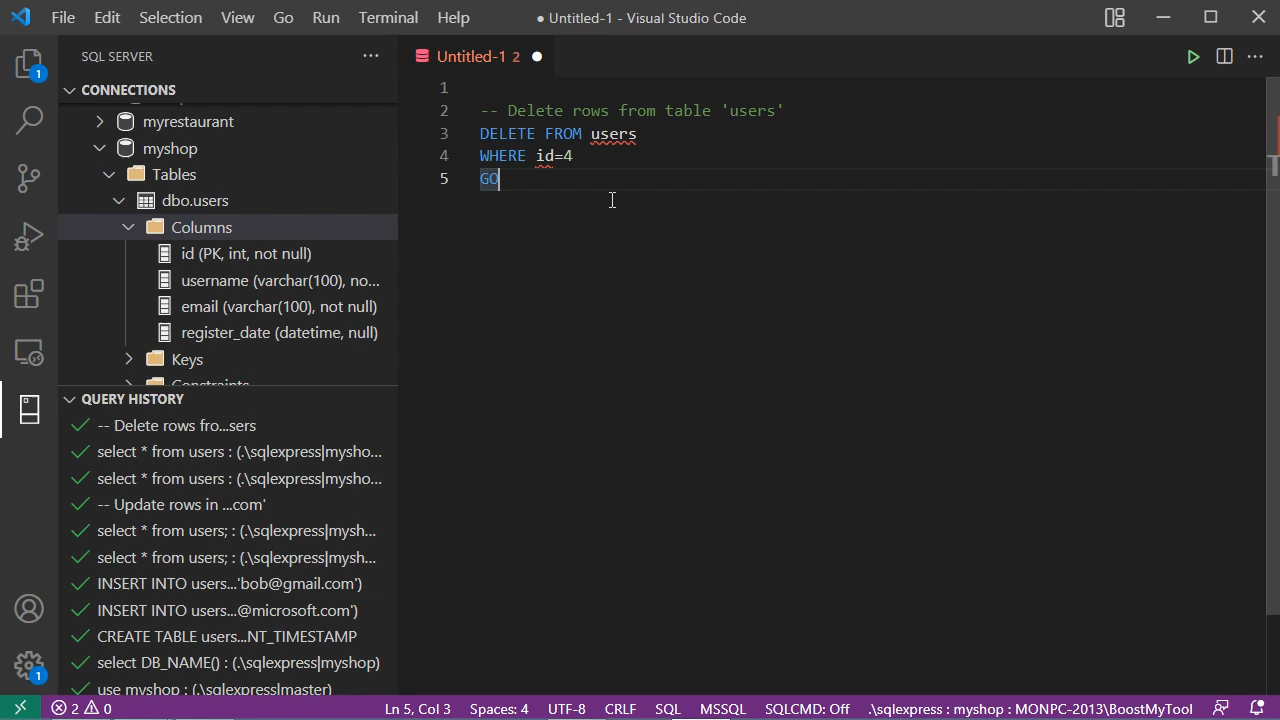 File Edit Selection View Go Run Terminal Help
● Untitled-1 - Visual Studio Code
1
SQL SERVER
CONNECTIONS
myrestaurant
myshop
Tables
dbo.users
Columns
id (PK, int, not null)
username (varchar(100), no...
email (varchar(100), not null)
register_date (datetime, null)
Keys
Constraints
QUERY HISTORY
-- Delete rows fro...sers
select * from users : (.\sqlexpress|mysho...
select * from users : (.\sqlexpress|mysho...
-- Update rows in ...com'
select * from users; : (.\sqlexpress|mysh...
select * from users; : (.\sqlexpress|mysh...
INSERT INTO users...'bob@gmail.com')
INSERT INTO users...@microsoft.com')
CREATE TABLE users...NT_TIMESTAMP
select DB_NAME() : (.\sqlexpress|myshop)
use myshop : (.\sqlexpress|master)
1
Untitled-1 2 ●
1
2 -- Delete rows from table 'users'
3 DELETE FROM users
4 WHERE id=4
5 GO
2 0 Ln 5, Col 3 Spaces: 4 UTF-8 CRLF SQL MSSQL SQLCMD: Off .\sqlexpress : myshop : MONPC-2013\BoostMyTool